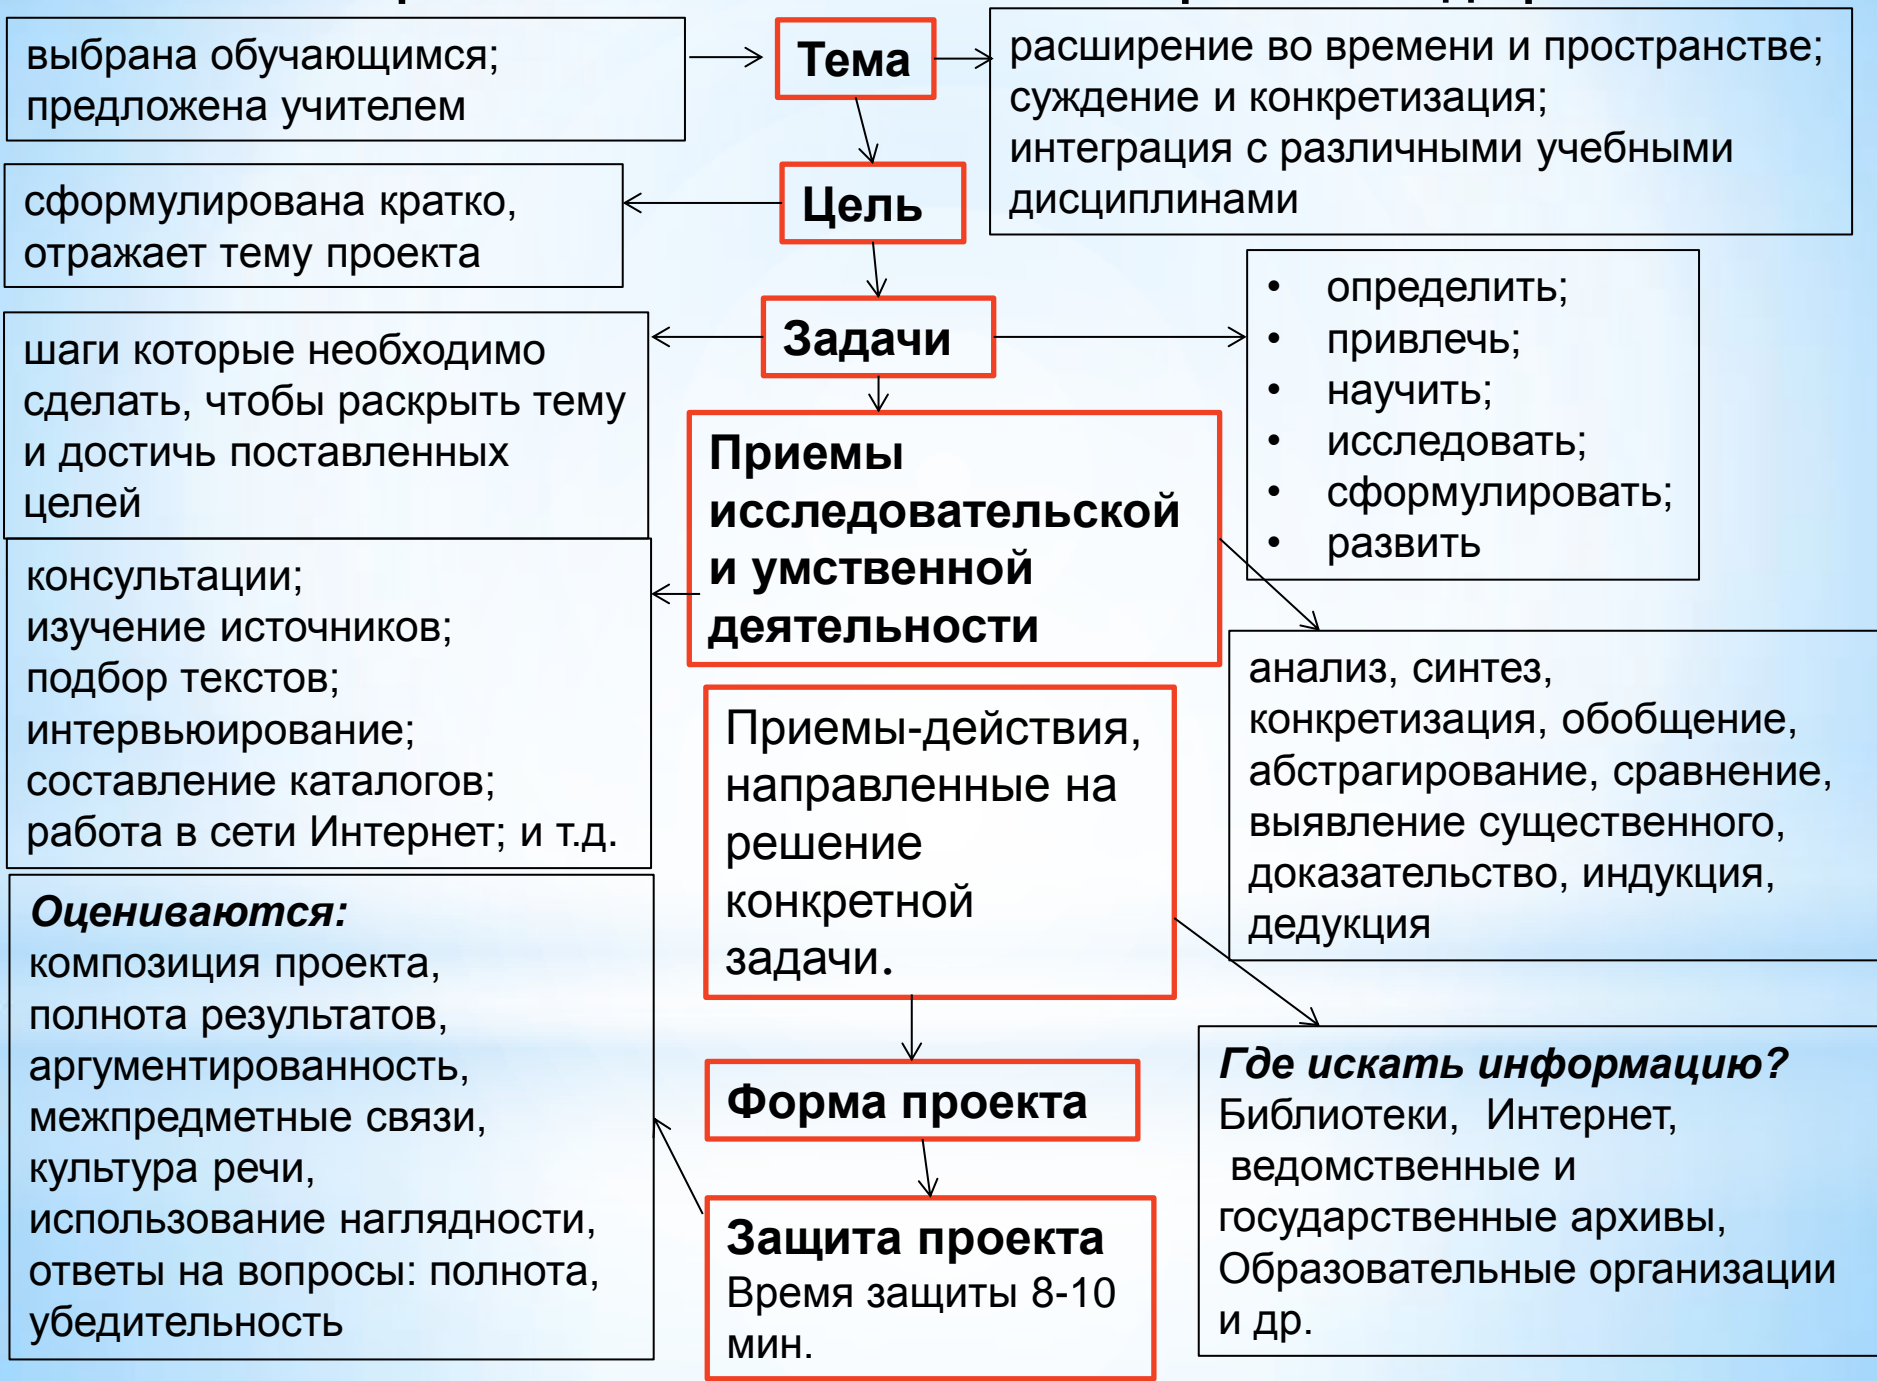 выбрана обучающимся;
предложена учителем
Тема
расширение во времени и пространстве;
суждение и конкретизация;
интеграция с различными учебными
дисциплинами
сформулирована кратко,
отражает тему проекта
Цель
шаги которые необходимо
сделать, чтобы раскрыть тему
и достичь поставленных
целей
Задачи
• определить;
• привлечь;
• научить;
• исследовать;
• сформулировать;
• развить
Приемы
исследовательской
и умственной
деятельности
консультации;
изучение источников;
подбор текстов;
интервьюирование;
составление каталогов;
работа в сети Интернет; и т.д.
анализ, синтез,
конкретизация, обобщение,
абстрагирование, сравнение,
выявление существенного,
доказательство, индукция,
дедукция
Приемы-действия,
направленные на
решение
конкретной
задачи.
Оцениваются:
композиция проекта,
полнота результатов,
аргументированность,
межпредметные связи,
культура речи,
использование наглядности,
ответы на вопросы: полнота,
убедительность
Форма проекта
Где искать информацию?
Библиотеки, Интернет,
ведомственные и
государственные архивы,
Образовательные организации
и др.
Защита проекта
Время защиты 8-10
мин.